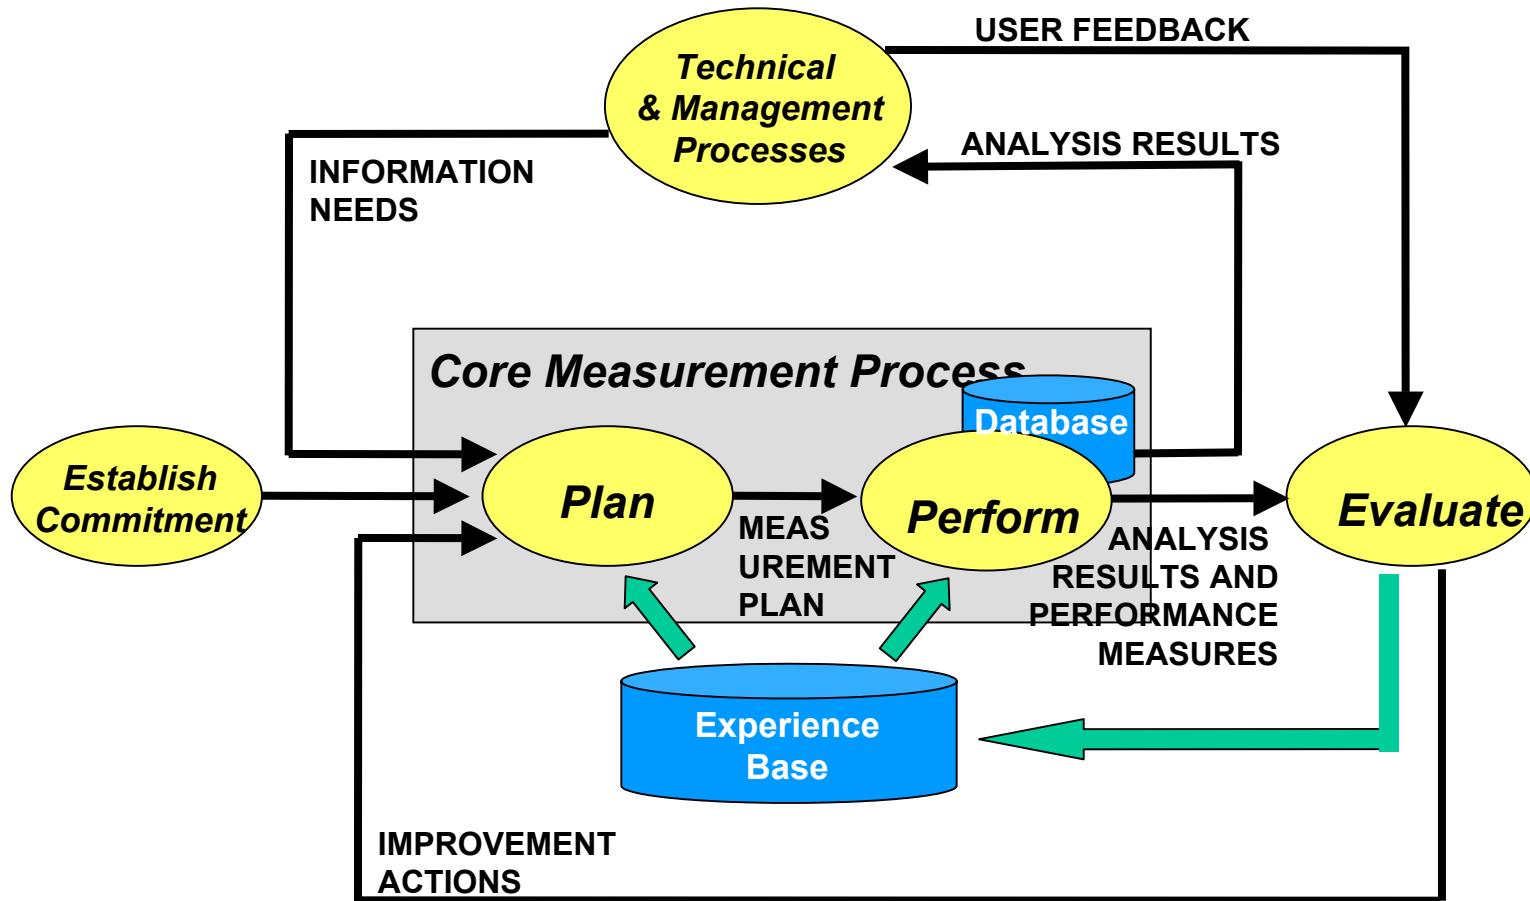 USER FEEDBACK
Technical
& Management
Processes
ANALYSIS RESULTS
INFORMATION
NEEDS
Core Measurement Process
Database
Establish
Commitment
Plan
MEAS
UREMENT
PLAN
Perform
ANALYSIS
RESULTS AND
PERFORMANCE
MEASURES
Evaluate
Experience
Base
IMPROVEMENT
ACTIONS